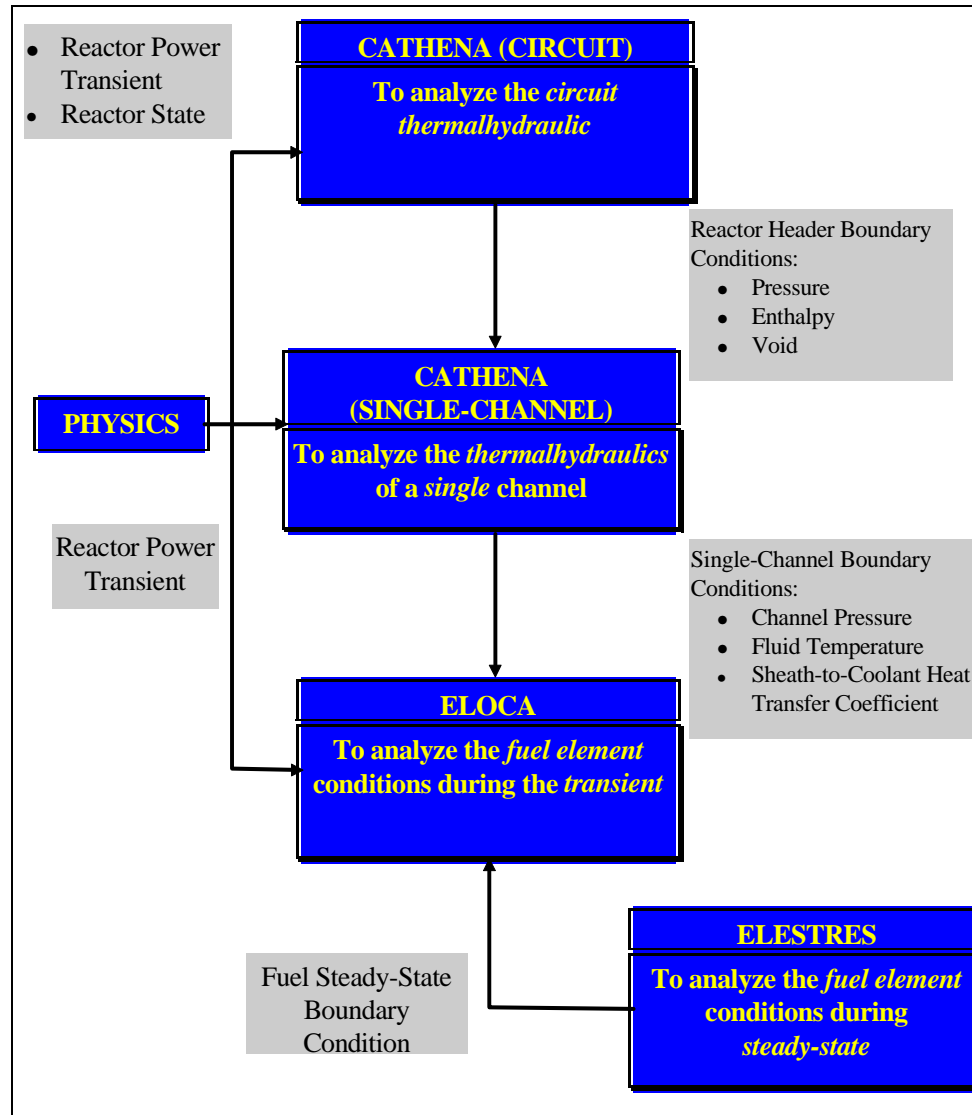 ● Reactor Power
Transient
● Reactor State
CATHENA (CIRCUIT)
To analyze the circuit
thermalhydraulic
Reactor Header Boundary
Conditions:
● Pressure
● Enthalpy
● Void
CATHENA
(SINGLE-CHANNEL)
To analyze the thermalhydraulics
of a single channel
PHYSICS
Reactor Power
Transient
Single-Channel Boundary
Conditions:
● Channel Pressure
● Fluid Temperature
● Sheath-to-Coolant Heat
Transfer Coefficient
ELOCA
To analyze the fuel element
conditions during the transient
ELESTRES
To analyze the fuel element
conditions during
steady-state
Fuel Steady-State
Boundary
Condition